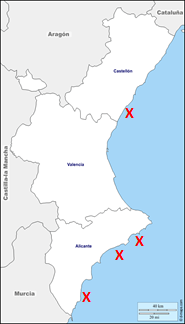 Cataluña
Aragón
Castellón
X
Castilla-la Mancha
Valencia
Alicante
X
X
X
Murcia
40 km
20 mi